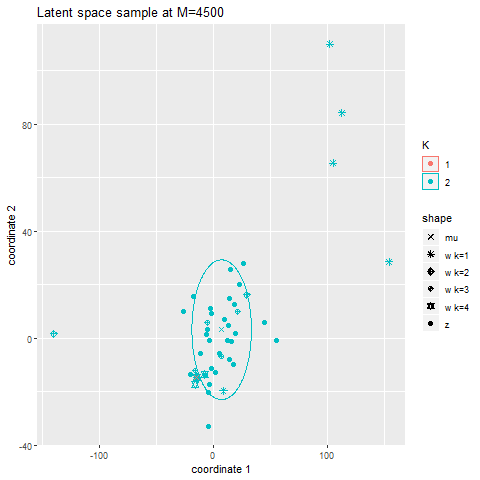 Latent space sample at M=4500
80
40
0
-40
-100
0
100
coordinate 1
coordinate 2
K
1
2
shape
mu
w k=1
w k=2
w k=3
w k=4
z